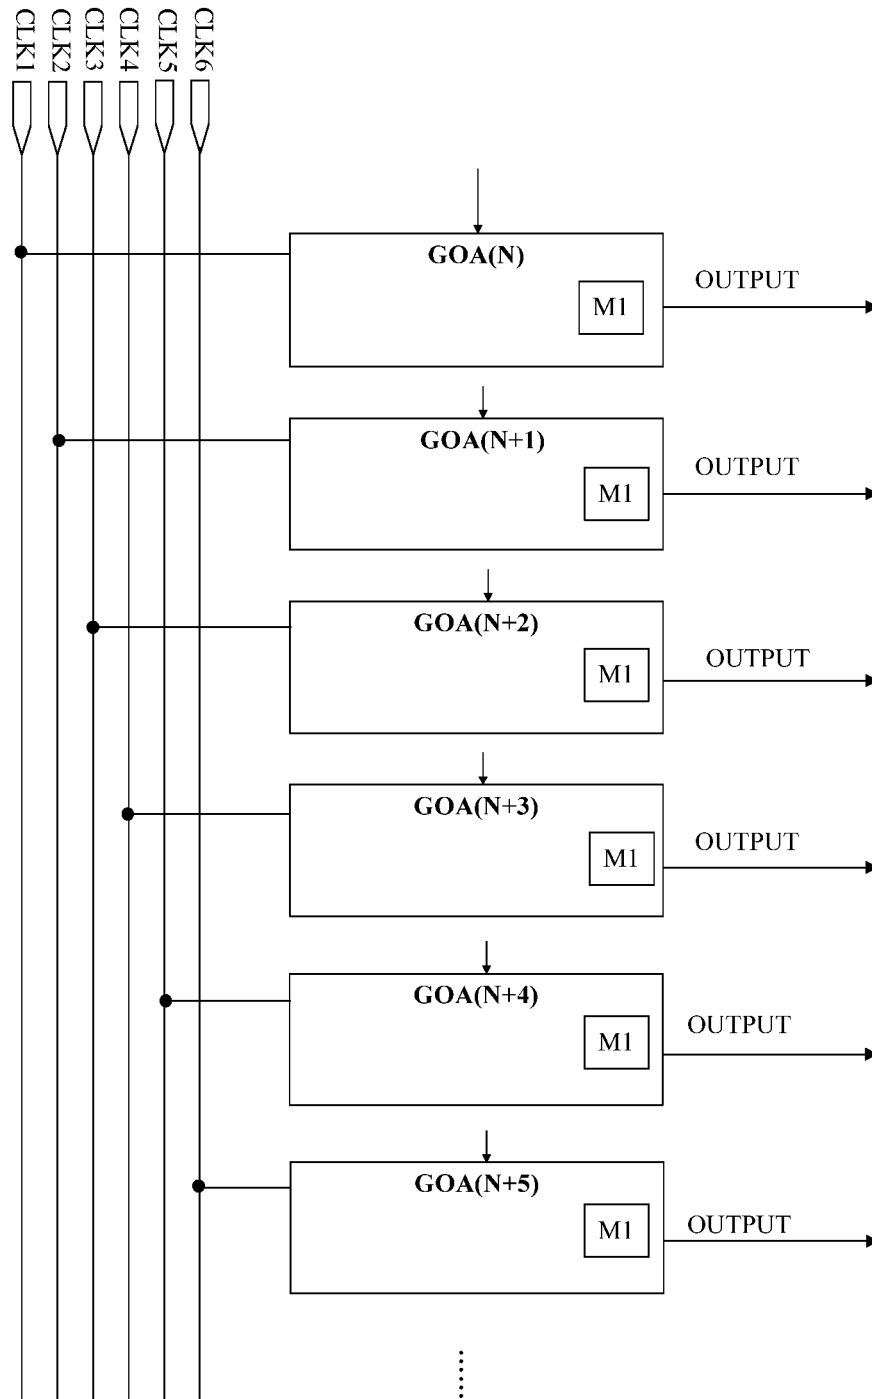 CLK1
CLK2
CLK3
CLK4
CLK5
CLK6
GOA(N)
M1
OUTPUT
GOA(N+1)
M1
OUTPUT
GOA(N+2)
M1
OUTPUT
GOA(N+3)
M1
OUTPUT
GOA(N+4)
M1
OUTPUT
GOA(N+5)
M1
OUTPUT